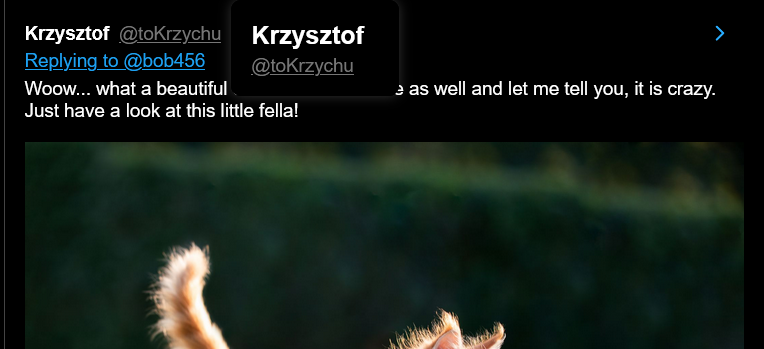 Krzysztof @toKrzychu
Krzysztof
@toKrzychu
Replying to @bob456
Woow... what a beautiful as well and let me tell you, it is crazy.
Just have a look at this little fella!